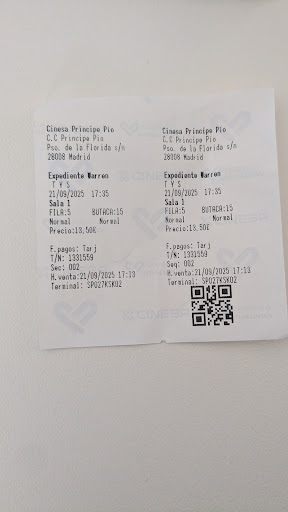 Cinesa Principe Pio
C.C Principe Pio
Pso. de la Florida s/n
28008 Madrid
Expediente Warren
T Y S
21/09/2025 17:35
Sala 1
FILA:5 BUTACA:15
Normal Normal
Precio:13,50€
F.pagos: Tarj
T/N: 1331559
Sec: 002
H.venta:21/09/2025 17:13
Terminal: SPO27KSK02
Cinesa Principe Pio
C.C Principe Pio
Pso. de la Florida s/n
28008 Madrid
Expediente Warren
T Y S
21/09/2025 17:35
Sala 1
FILA:5 BUTACA:15
Normal Normal
Precio:13,50€
F.pagos: Tarj
T/N: 1331559
Seq: 002
H.venta:21/09/2025 17:13
Terminal: SPO27KSK02